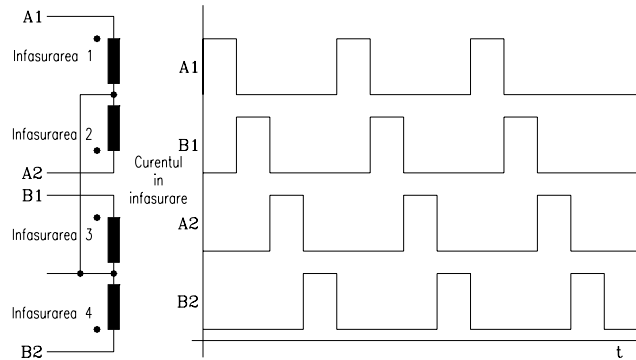 A1
Infasurarea 1
Infasurarea 2
A2
B1
Infasurarea 3
Infasurarea 4
B2
Curentul
in
infasurare
A1
B1
A2
B2
t